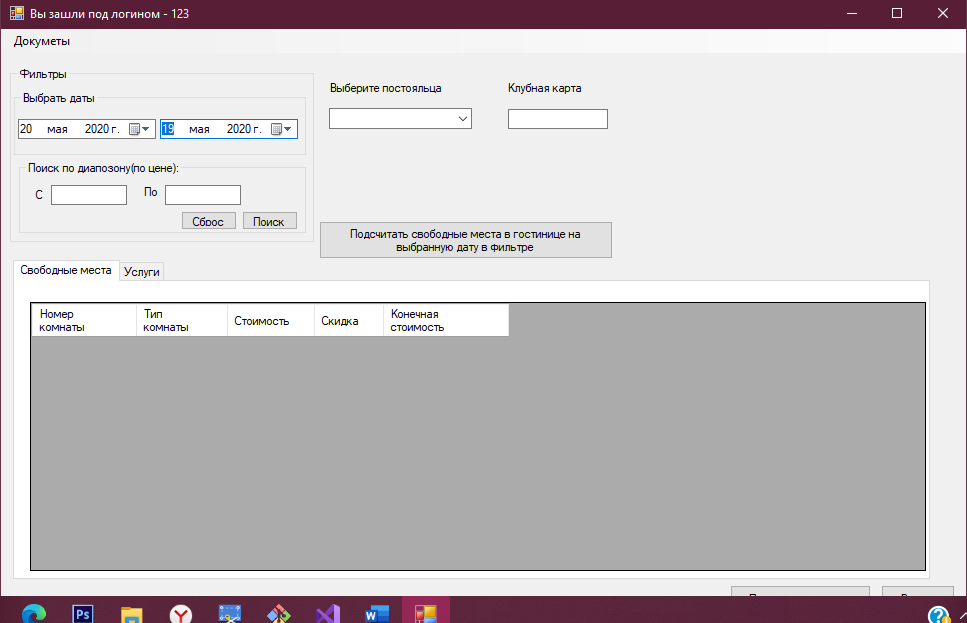 Вы зашли под логином - 123
Докуметы
Фильтры
Выбрать даты
20 мая 2020 г.
19 мая 2020 г.
Выберите постояльца
Клубная карта
Поиск по диапозону(по цене):
С
По
Сброс
Поиск
Подсчитать свободные места в гостинице на
выбранную дату в фильтре
Свободные места
Услуги
Номер
комнаты
Тип
комнаты
Стоимость
Скидка
Конечная
стоимость
Ps